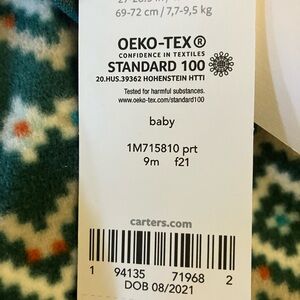 69-72 cm / 7,7-9,5 kg
OEKO-TEX®
CONFIDENCE IN TEXTILES
STANDARD 100
20.HUS.39362 HOHENSTEIN HTTI
Tested for harmful substances.
www.oeko-tex.com/standard100
baby
1M715810 prt
9m f21
carters.com
1 94135 71968 2
DOB 08/2021